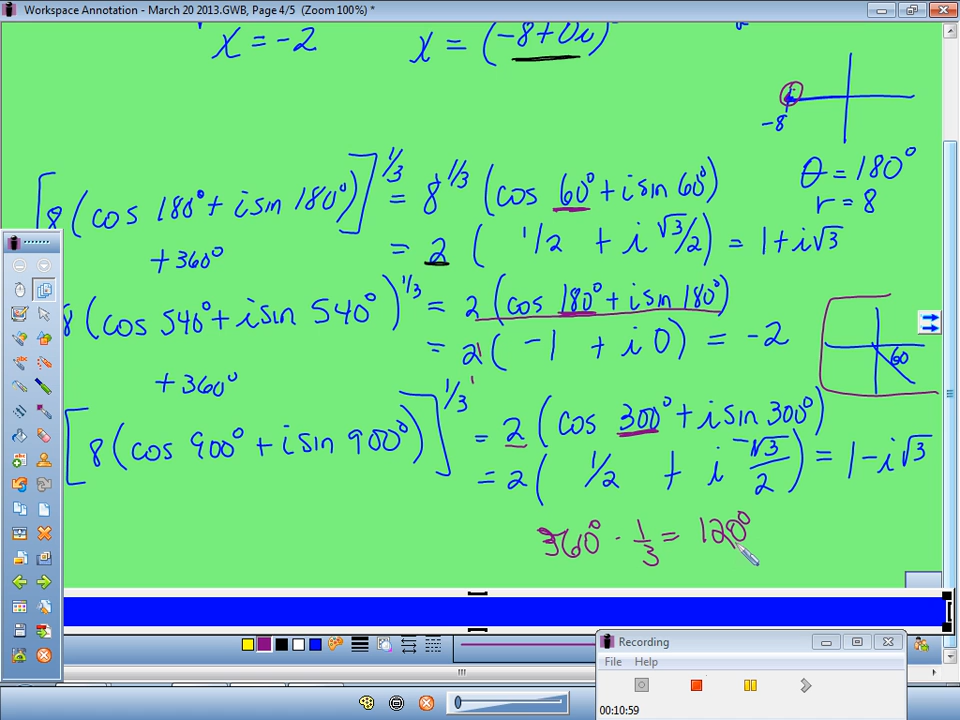 Workspace Annotation - March 20 2013.GWB, Page 4/5 (Zoom 100%) *
x = -2
x = (-8+0i)
-8
θ = 180°
r = 8
[8(cos 180° + i sin 180°)]^1/3 = 8^1/3 (cos 60° + i sin 60°)
= 2 ( 1/2 + i √3/2) = 1 + i√3
+360°
8(cos 540° + i sin 540°)^1/3 = 2 (cos 180° + i sin 180°)
= 2( -1 + i 0) = -2
60
+360°
[8(cos 900° + i sin 900°)]^1/3 = 2 (cos 300° + i sin 300°)
= 2( 1/2 + i -√3/2) = 1 - i√3
360° · 1/3 = 120°
Recording
File Help
00:10:59